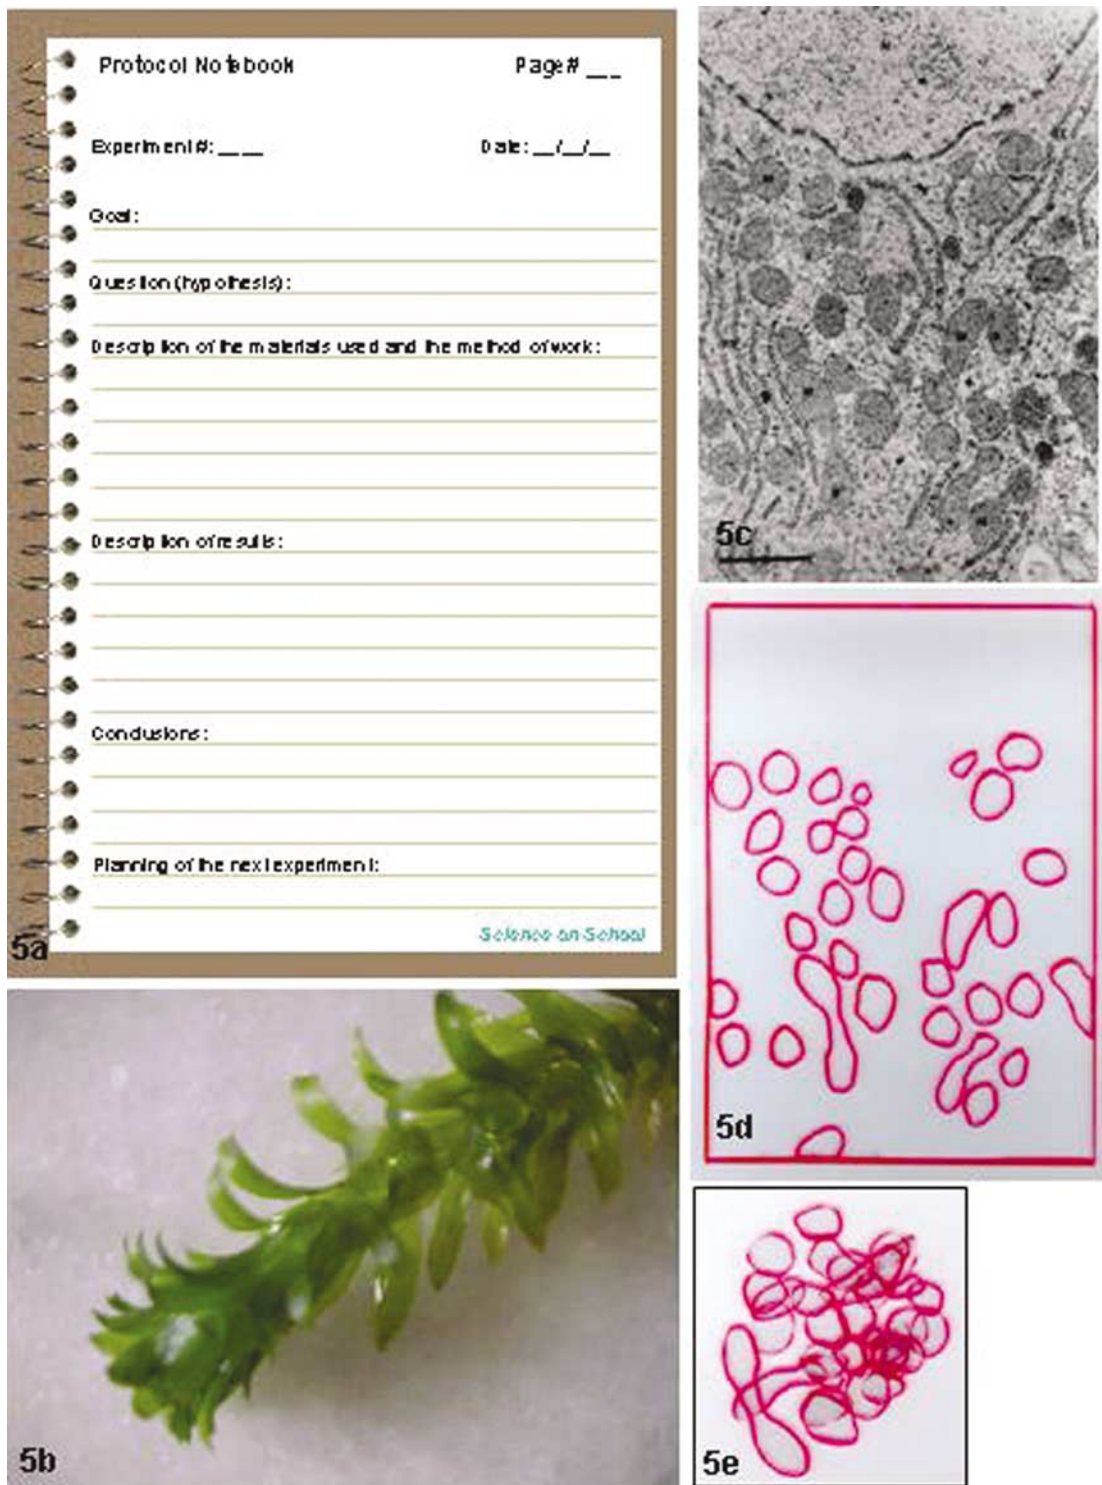 Protocol Notebook Page# ___
Experiment#: ____ Date: __/__/__
Goal:
Question (hypothesis):
Description of the materials used and the method of work:
Description of results:
Conclusions:
Planning of the next experiment:
Science on School
5a
5b
5c
5d
5e